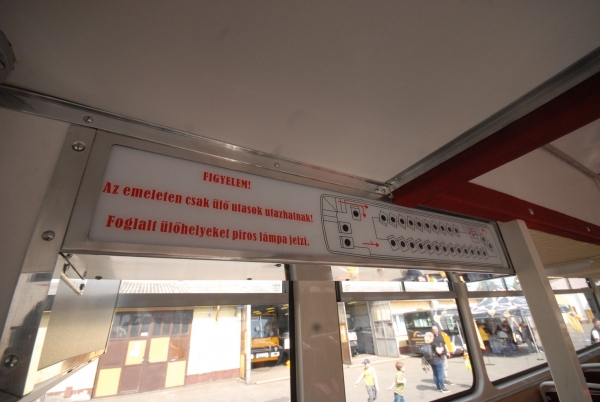 FIGYELEM!
Az emeleten csak ülő utasok utazhatnak!
Foglalt ülőhelyeket piros lámpa jelzi.